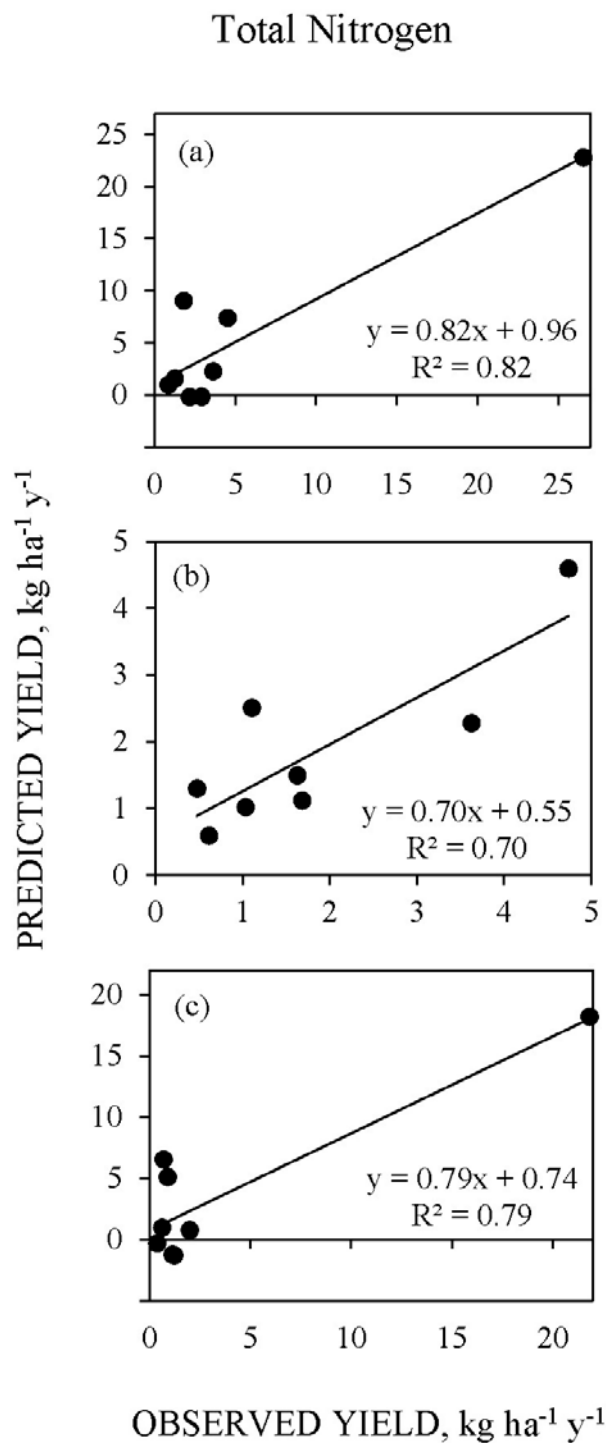 Total Nitrogen
PREDICTED YIELD, kg ha⁻¹ y⁻¹
(a)
25
20
15
10
5
0
y = 0.82x + 0.96
R² = 0.82
0 5 10 15 20 25
(b)
5
4
3
2
1
0
y = 0.70x + 0.55
R² = 0.70
0 1 2 3 4 5
(c)
20
15
10
5
0
y = 0.79x + 0.74
R² = 0.79
0 5 10 15 20
OBSERVED YIELD, kg ha⁻¹ y⁻¹